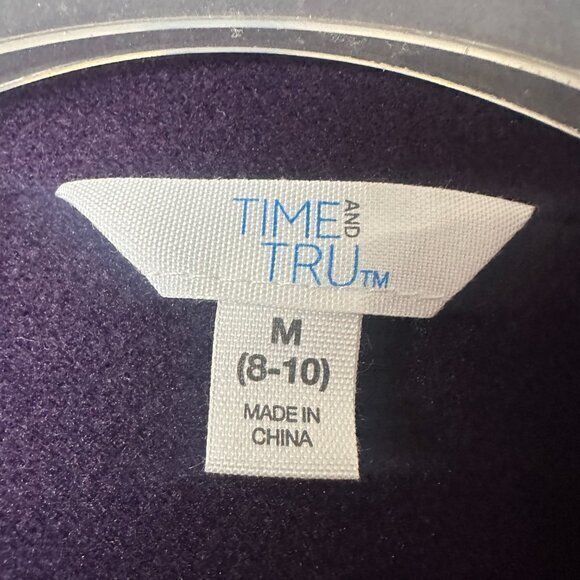 TIME AND
TRU™
M
(8-10)
MADE IN
CHINA